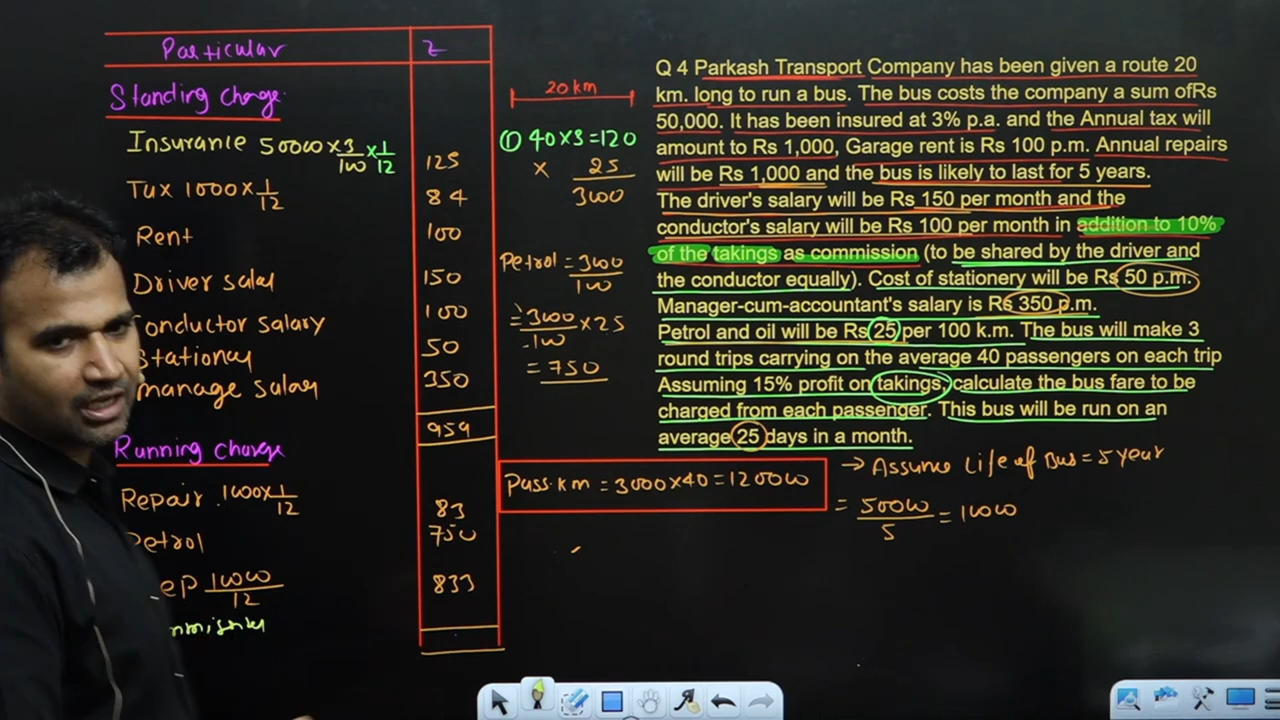 Particular ₹
Standing charge
Insurance 50000 × 3/100 × 1/12 125
Tax 1000 × 1/12 84
Rent 100
Driver salary 150
Conductor salary 100
Stationery 50
manage salary 350
959
Running charge
Repair 1000 × 1/12 83
Petrol 750
10000/12 833
20 km
① 40×3=120
× 25
3000
Petrol = 3000/100
= 3000/100 × 25
= 750
Pass. km = 3000×40 = 120000
Q 4 Parkash Transport Company has been given a route 20
km. long to run a bus. The bus costs the company a sum ofRs
50,000. It has been insured at 3% p.a. and the Annual tax will
amount to Rs 1,000, Garage rent is Rs 100 p.m. Annual repairs
will be Rs 1,000 and the bus is likely to last for 5 years.
The driver's salary will be Rs 150 per month and the
conductor's salary will be Rs 100 per month in addition to 10%
of the takings as commission (to be shared by the driver and
the conductor equally). Cost of stationery will be Rs 50 p.m.
Manager-cum-accountant's salary is Rs 350 p.m.
Petrol and oil will be Rs 25 per 100 k.m. The bus will make 3
round trips carrying on the average 40 passengers on each trip
Assuming 15% profit on takings, calculate the bus fare to be
charged from each passenger. This bus will be run on an
average 25 days in a month.
→ Assume Life of Bus = 5 year
= 50000/5 = 10000